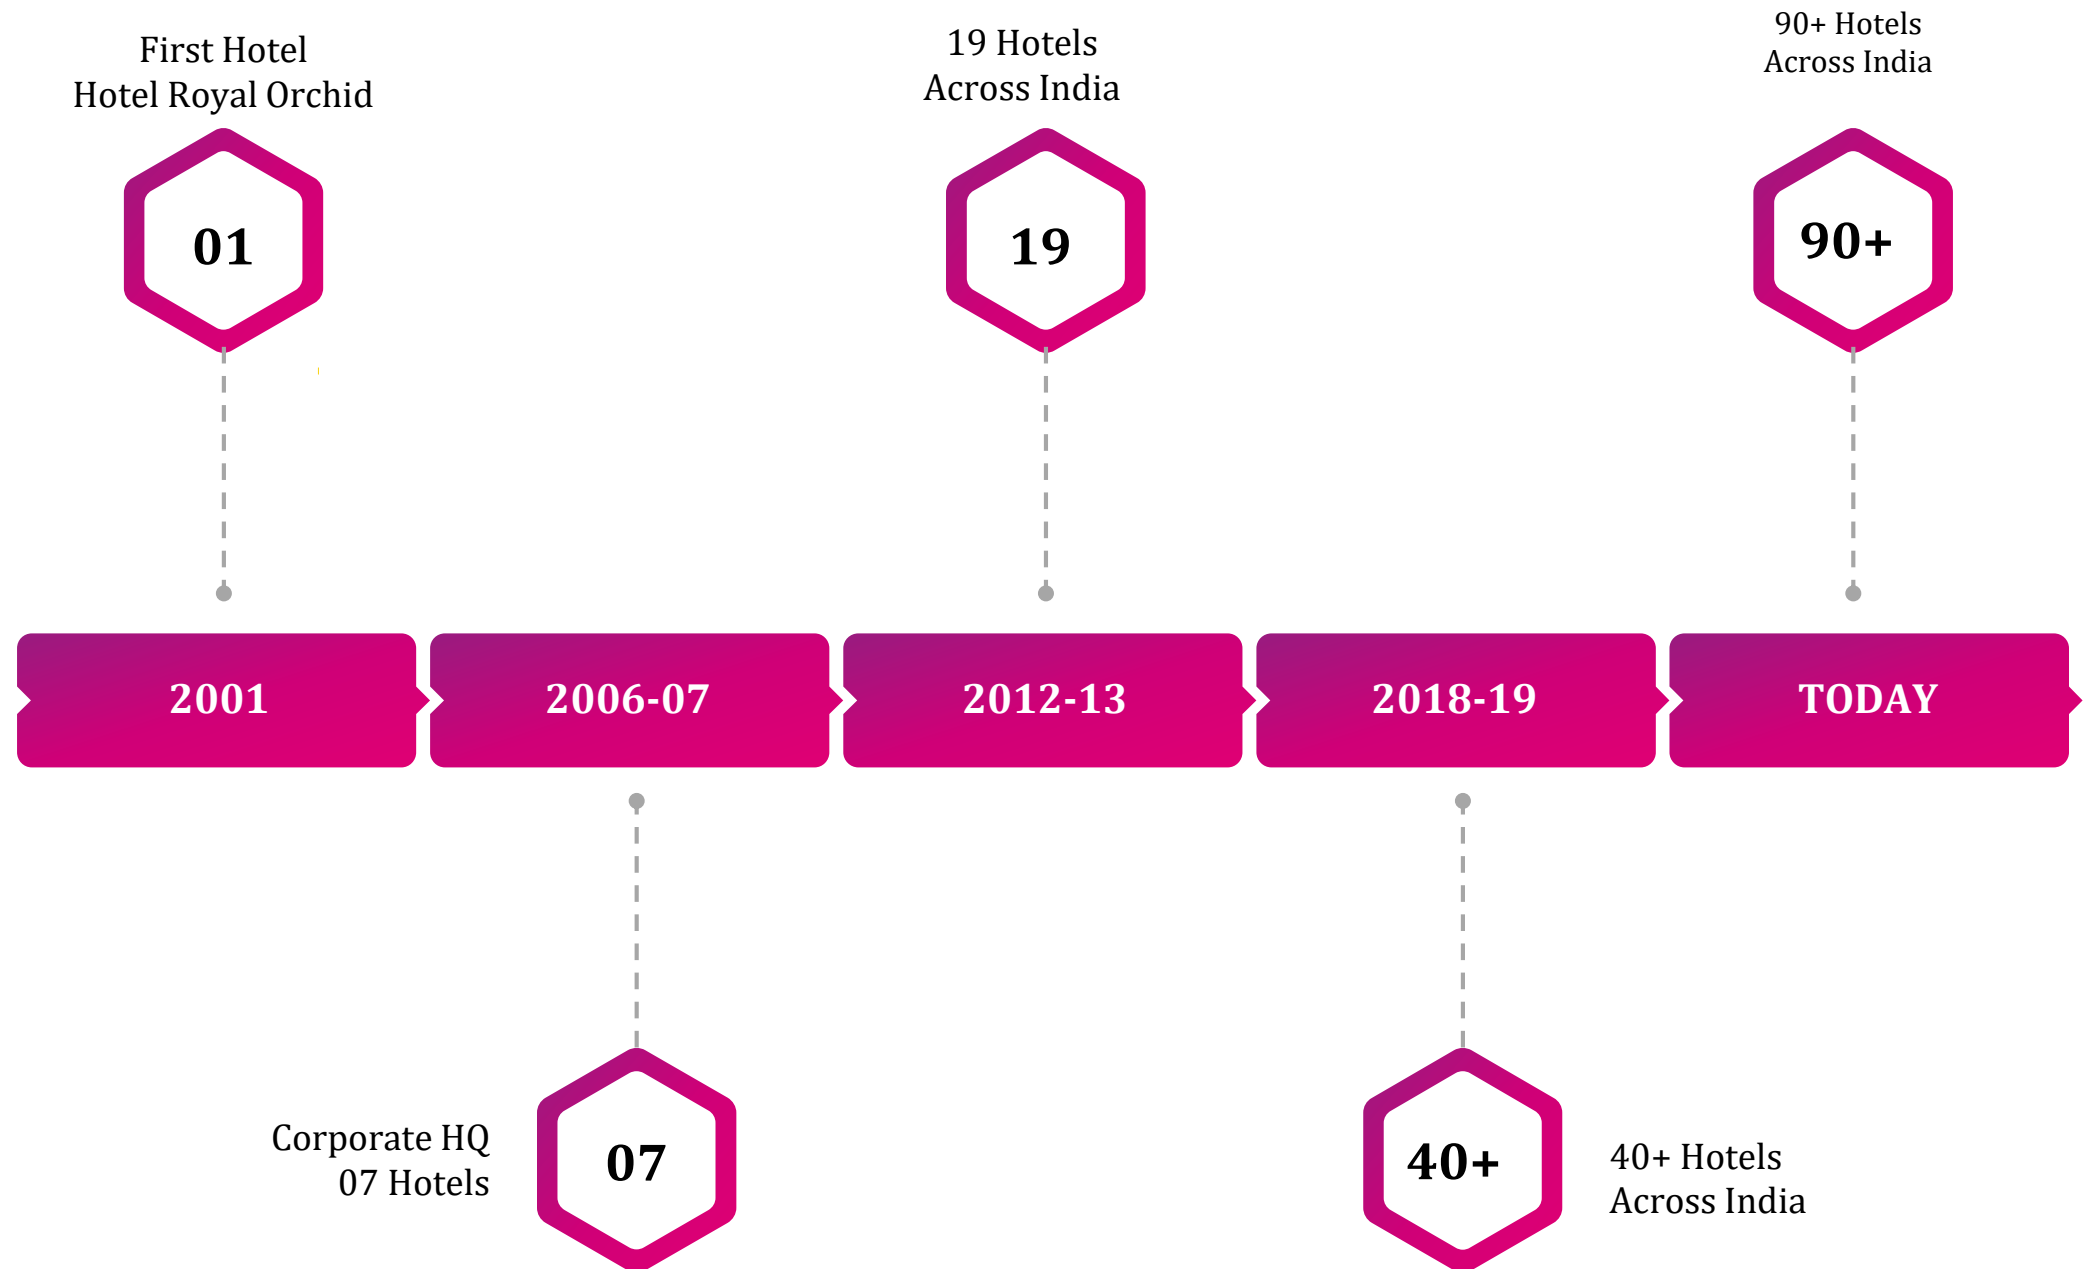 First Hotel
Hotel Royal Orchid
19 Hotels
Across India
90+ Hotels
Across India
01
19
90+
2001
2006-07
2012-13
2018-19
TODAY
Corporate HQ
07 Hotels
07
40+
40+ Hotels
Across India